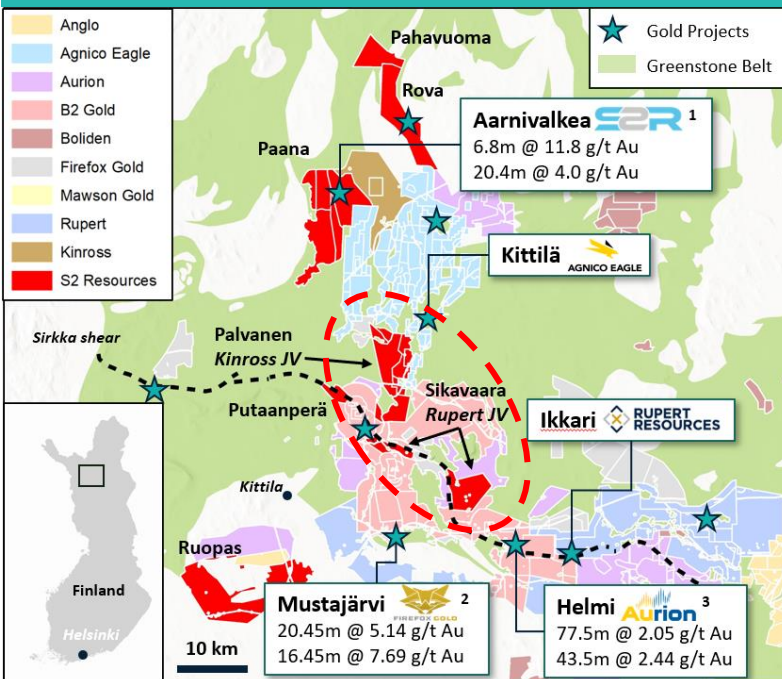 Anglo
Agnico Eagle
Aurion
B2 Gold
Boliden
Firefox Gold
Mawson Gold
Rupert
Kinross
S2 Resources
Gold Projects
Greenstone Belt
Pahavuoma
Rova
Paana
Aarnivalkea S2R 1
6.8m @ 11.8 g/t Au
20.4m @ 4.0 g/t Au
Kittilä AGNICO EAGLE
Sirkka shear
Palvanen
Kinross JV
Sikavaara
Rupert JV
Putaanperä
Ikkari RUPERT
RESOURCES
Kittila
Ruopas
Finland
Helsinki
10 km
Mustajärvi FIREFOX GOLD 2
20.45m @ 5.14 g/t Au
16.45m @ 7.69 g/t Au
Helmi Aurion 3
77.5m @ 2.05 g/t Au
43.5m @ 2.44 g/t Au